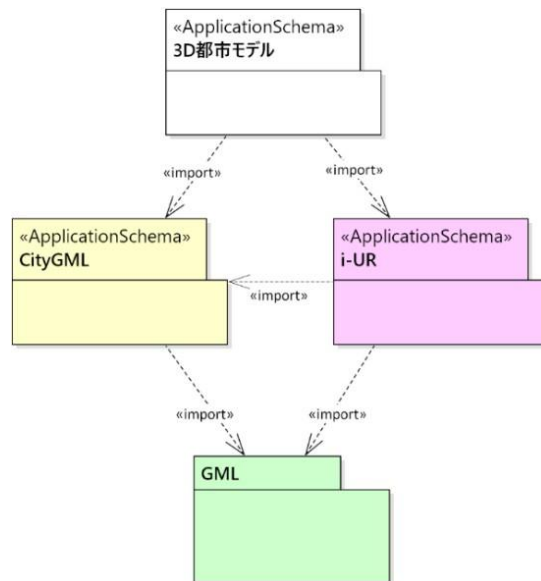 «ApplicationSchema»
3D都市モデル
«import»
«import»
«ApplicationSchema»
CityGML
«ApplicationSchema»
i-UR
«import»
«import»
«import»
GML